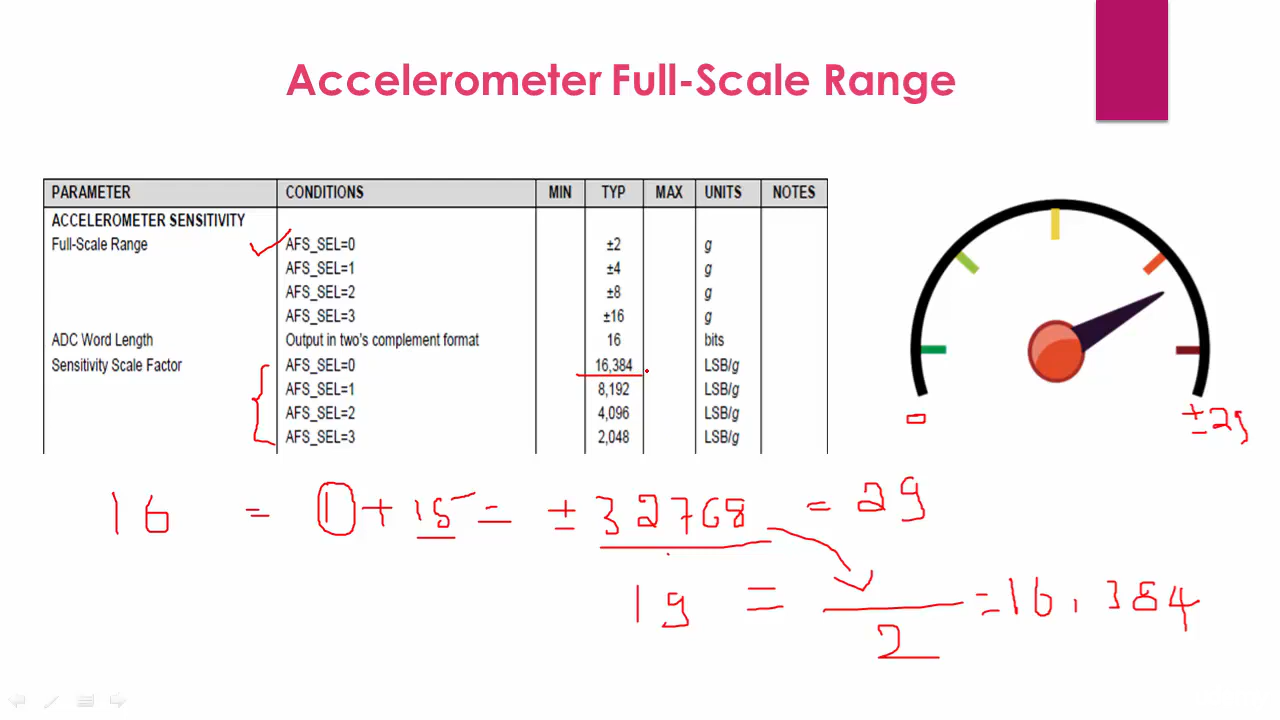 Accelerometer Full-Scale Range
PARAMETER CONDITIONS MIN TYP MAX UNITS NOTES
ACCELEROMETER SENSITIVITY
Full-Scale Range AFS_SEL=0 ±2 g
AFS_SEL=1 ±4 g
AFS_SEL=2 ±8 g
AFS_SEL=3 ±16 g
ADC Word Length Output in two's complement format 16 bits
Sensitivity Scale Factor AFS_SEL=0 16,384 LSB/g
AFS_SEL=1 8,192 LSB/g
AFS_SEL=2 4,096 LSB/g
AFS_SEL=3 2,048 LSB/g
±2g
16 = 1 + 15 = ±32768 = 2g
1g = 
2
= 16,384